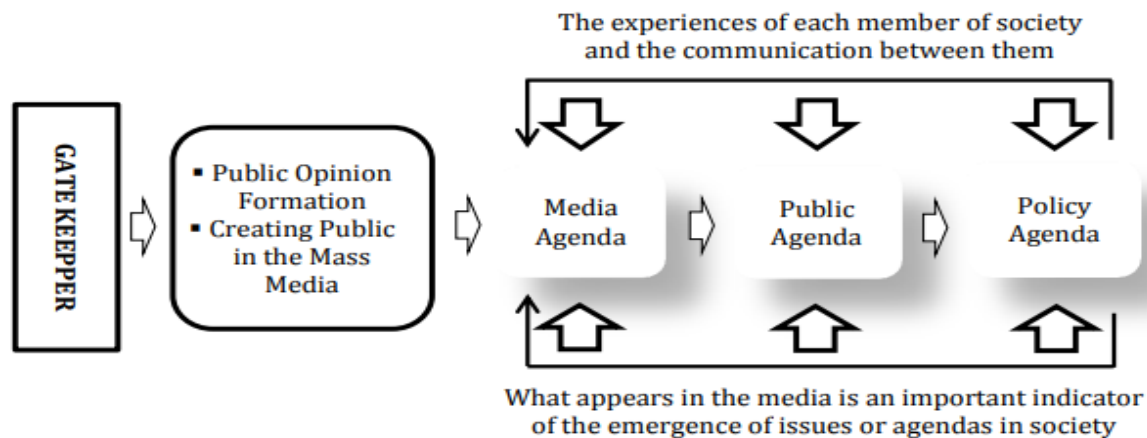 The experiences of each member of society
and the communication between them
GATE KEEPPER
▪ Public Opinion
Formation
▪ Creating Public
in the Mass
Media
Media
Agenda
Public
Agenda
Policy
Agenda
What appears in the media is an important indicator
of the emergence of issues or agendas in society